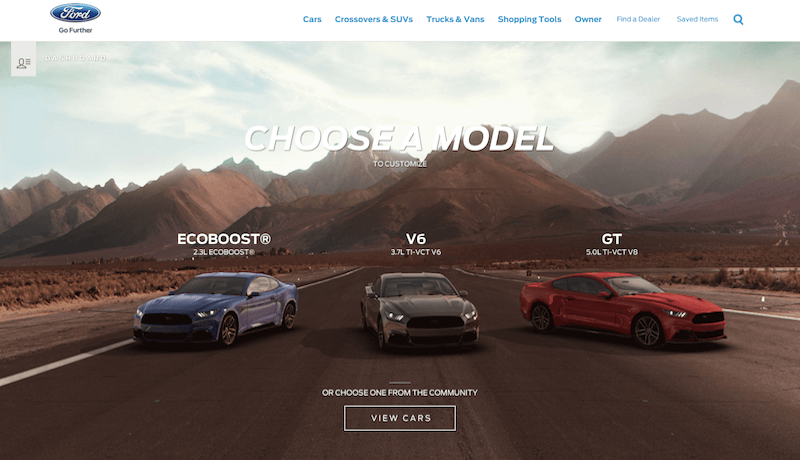 Ford
Go Further
Cars Crossovers & SUVs Trucks & Vans Shopping Tools Owner Find a Dealer Saved Items
DASHBOARD
CHOOSE A MODEL
TO CUSTOMIZE
ECOBOOST®
2.3L ECOBOOST®
V6
3.7L TI-VCT V6
GT
5.0L TI-VCT V8
OR CHOOSE ONE FROM THE COMMUNITY
VIEW CARS